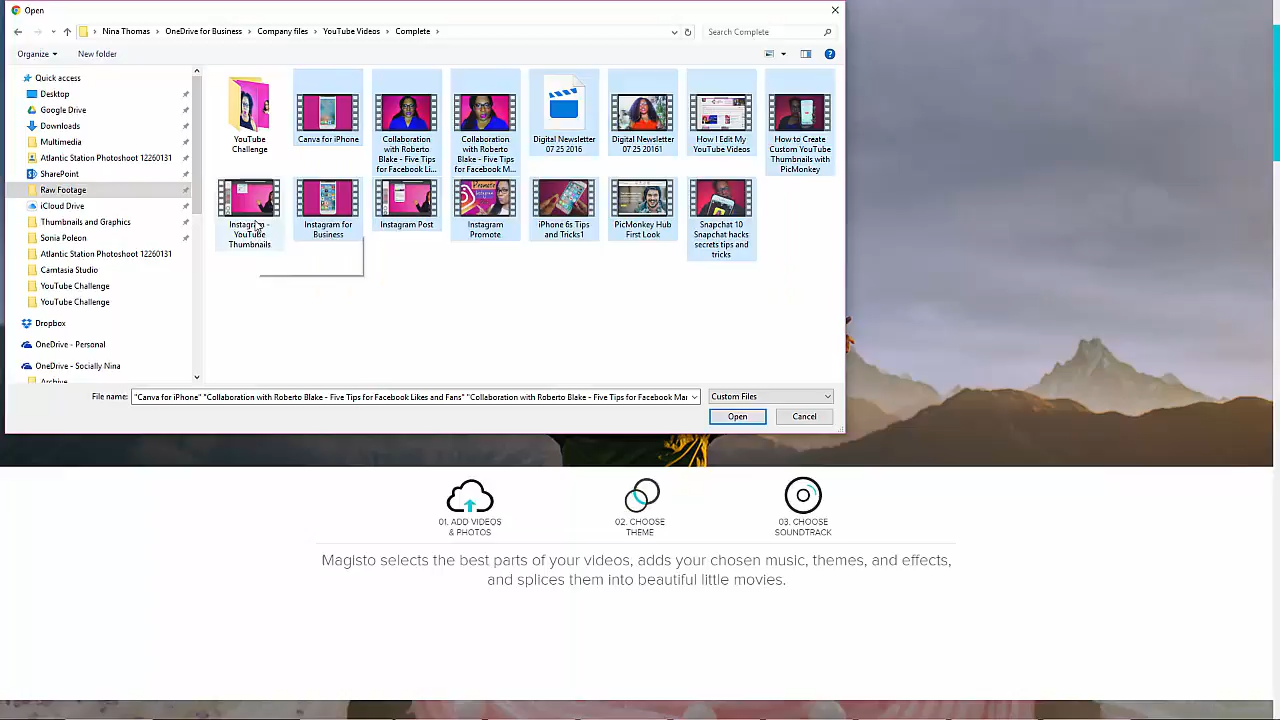 Open
Nina Thomas > OneDrive for Business > Company files > YouTube Videos > Complete >
Search Complete
Organize
New folder
Quick access
Desktop
Google Drive
Downloads
Multimedia
Atlantic Station Photoshoot 12260131
SharePoint
Raw Footage
iCloud Drive
Thumbnails and Graphics
Sonia Poleon
Atlantic Station Photoshoot 12260131
Camtasia Studio
YouTube Challenge
YouTube Challenge
Dropbox
OneDrive - Personal
OneDrive - Socially Nina
Archive
YouTube
Challenge
Canva for iPhone
Collaboration
with Roberto
Blake - Five Tips
for Facebook Li...
Collaboration
with Roberto
Blake - Five Tips
for Facebook M...
Digital Newsletter
07 25 2016
Digital Newsletter
07 25 20161
How I Edit My
YouTube Videos
How to Create
Custom YouTube
Thumbnails with
PicMonkey
Instagram -
YouTube
Thumbnails
Instagram for
Business
Instagram Post
Instagram
Promote
iPhone 6s Tips
and Tricks1
PicMonkey Hub
First Look
Snapchat 10
Snapchat hacks
secrets tips and
tricks
File name:
"Canva for iPhone" "Collaboration with Roberto Blake - Five Tips for Facebook Likes and Fans" "Collaboration with Roberto Blake - Five Tips for Facebook Mar
Custom Files
Open
Cancel
01. ADD VIDEOS
& PHOTOS
02. CHOOSE
THEME
03. CHOOSE
SOUNDTRACK
Magisto selects the best parts of your videos, adds your chosen music, themes, and effects,
and splices them into beautiful little movies.